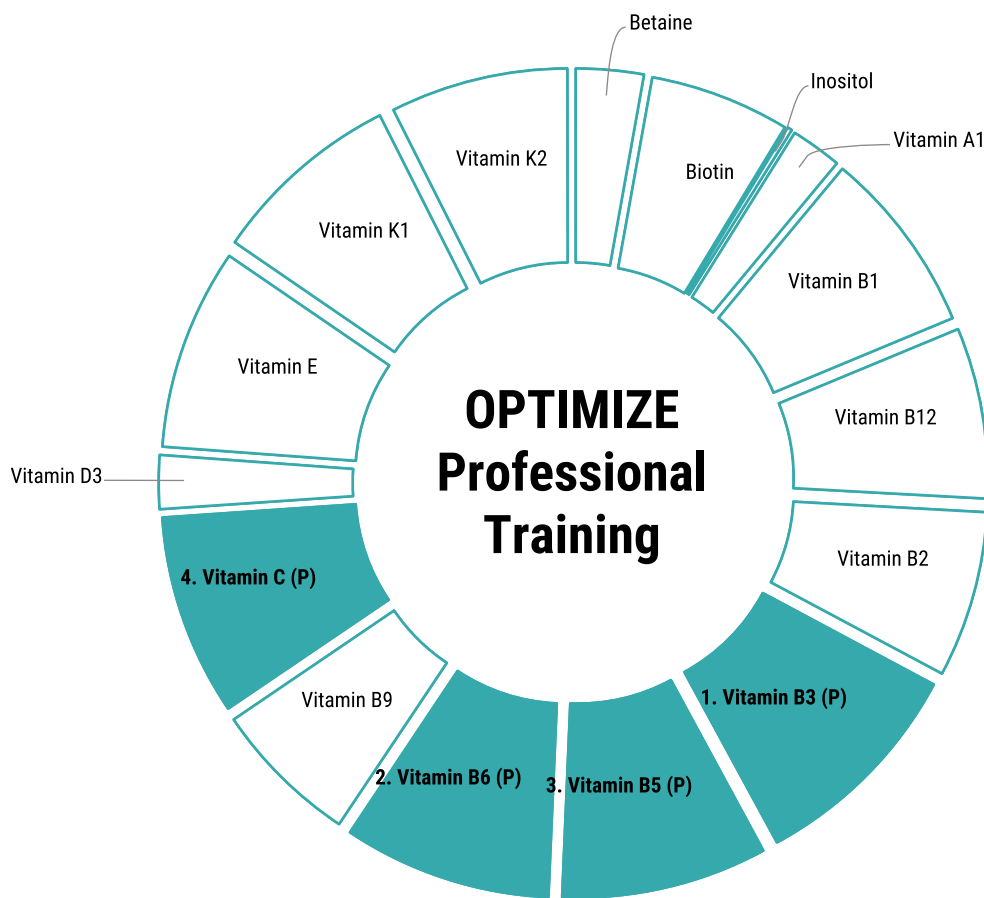 Betaine
Inositol
Vitamin A1
Vitamin K2
Biotin
Vitamin K1
Vitamin B1
Vitamin E
OPTIMIZE
Professional
Training
Vitamin B12
Vitamin D3
Vitamin B2
4. Vitamin C (P)
Vitamin B9
1. Vitamin B3 (P)
2. Vitamin B6 (P)
3. Vitamin B5 (P)